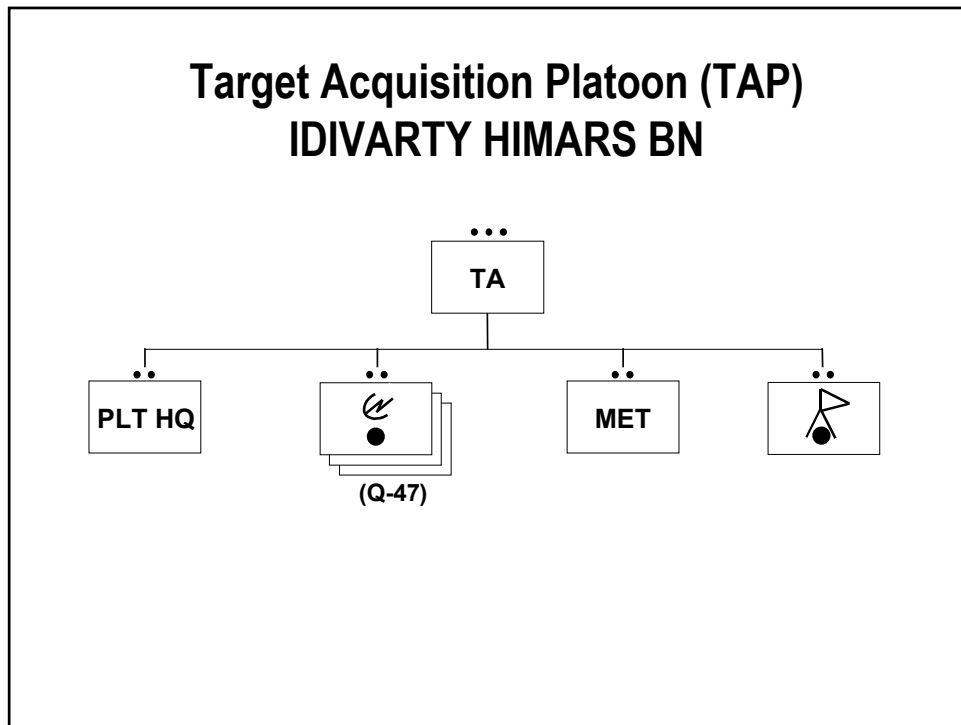 Target Acquisition Platoon (TAP)
IDIVARTY HIMARS BN
TA
PLT HQ
MET
(Q-47)